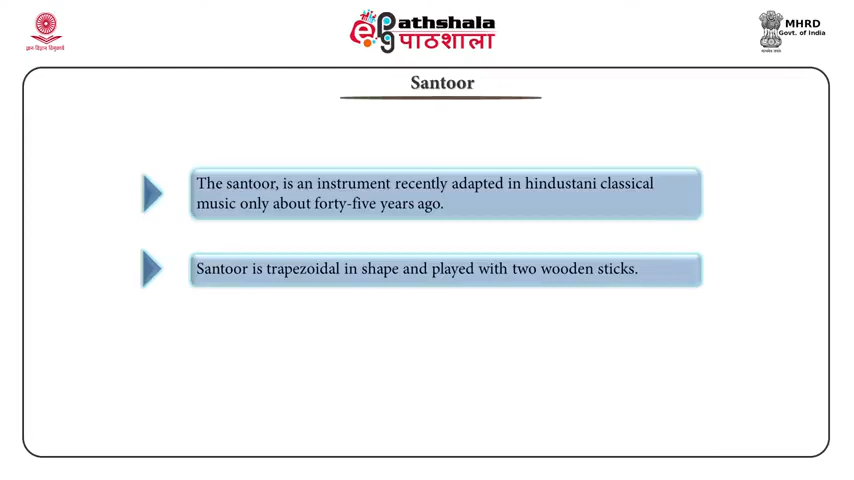 ePathshala
पाठशाला
MHRD
Govt. of India
Santoor
The santoor, is an instrument recently adapted in hindustani classical
music only about forty-five years ago.
Santoor is trapezoidal in shape and played with two wooden sticks.